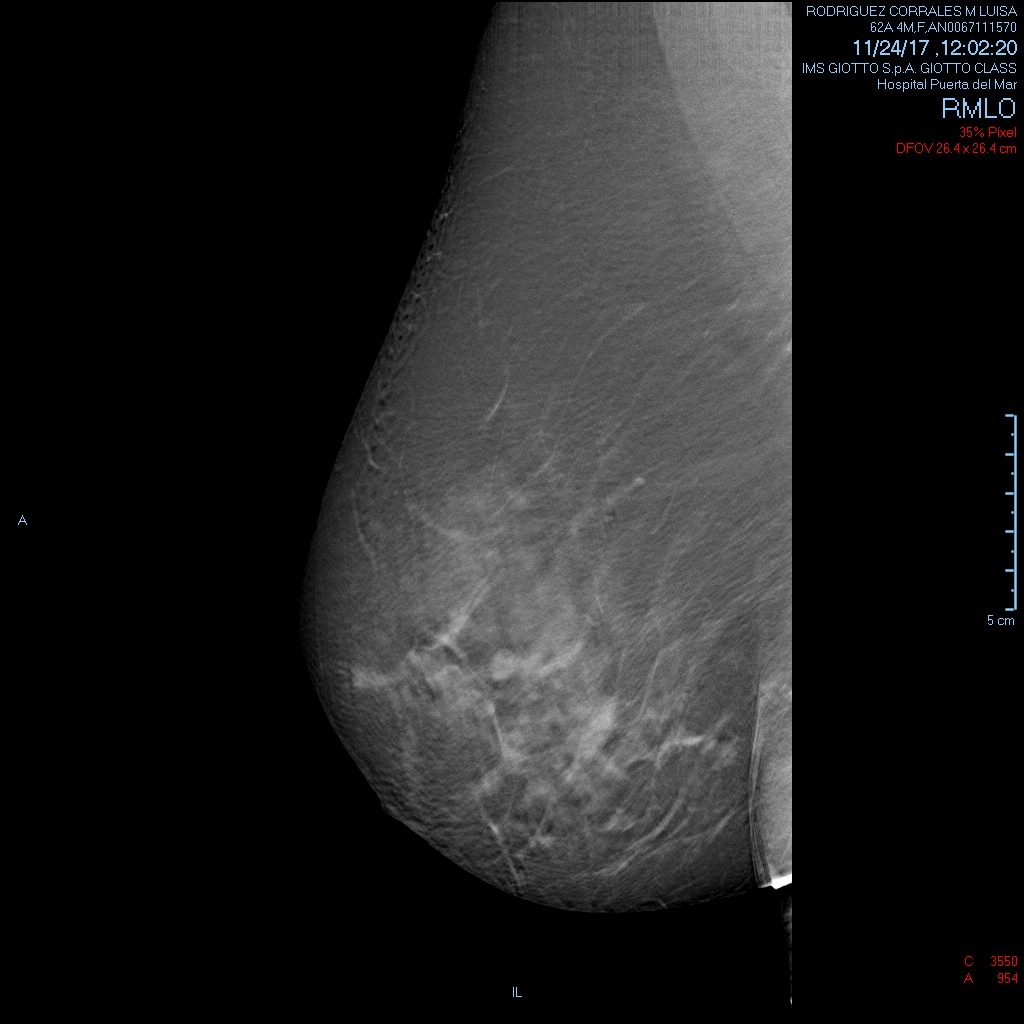 RODRIGUEZ CORRALES M LUISA
62A 4M,F,AN0067111570
11/24/17 ,12:02:20
IMS GIOTTO S.p.A. GIOTTO CLASS
Hospital Puerta del Mar
RMLO
35% Pixel
DFOV 26.4 x 26.4 cm
A
5 cm
C 3550
A 954
IL